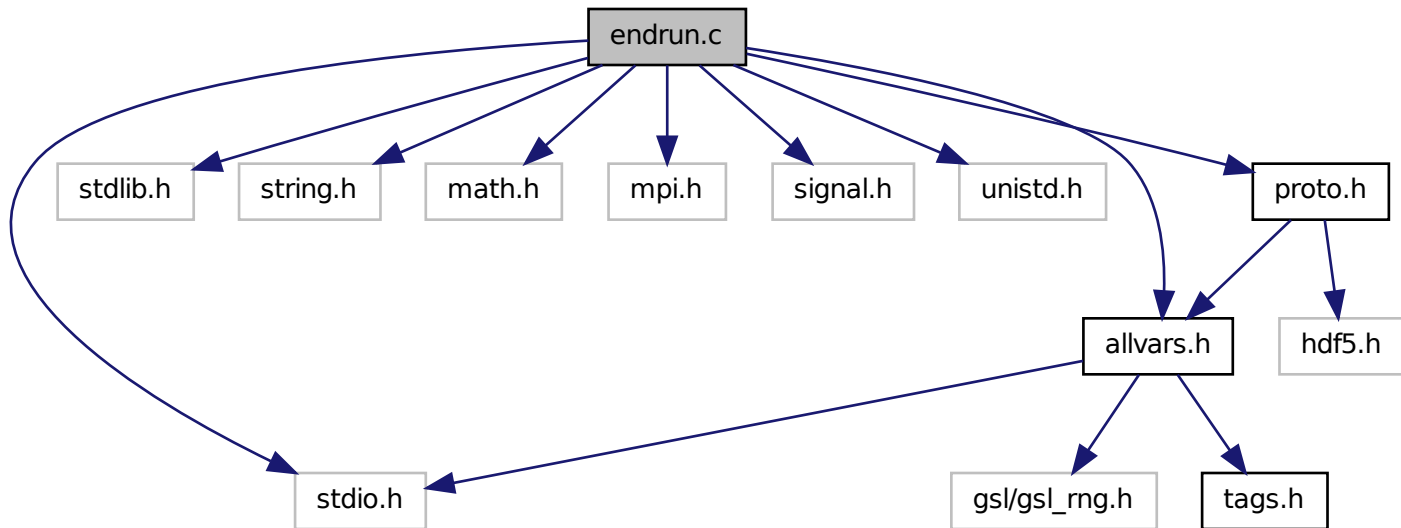 endrun.c
stdlib.h
string.h
math.h
mpi.h
signal.h
unistd.h
proto.h
allvars.h
hdf5.h
stdio.h
gsl/gsl_rng.h
tags.h